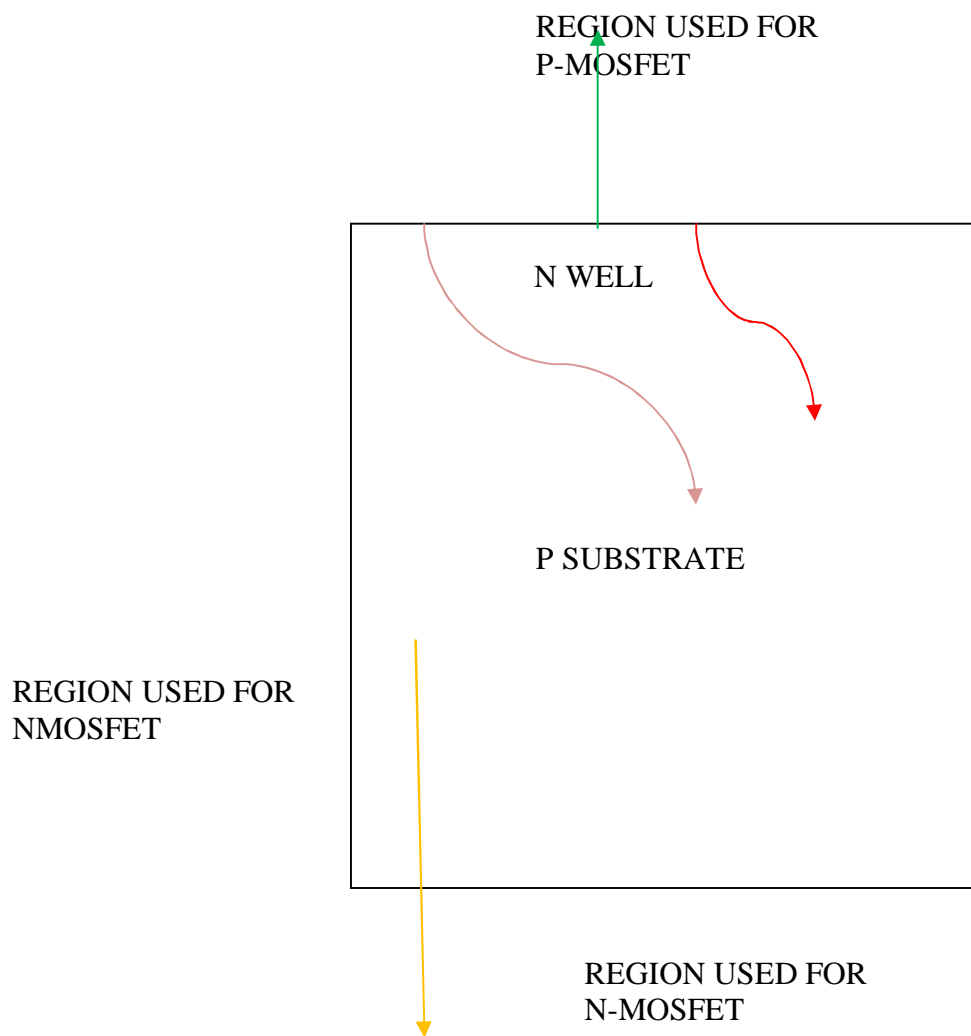 REGION USED FOR
P-MOSFET
N WELL
P SUBSTRATE
REGION USED FOR
NMOSFET
REGION USED FOR
N-MOSFET